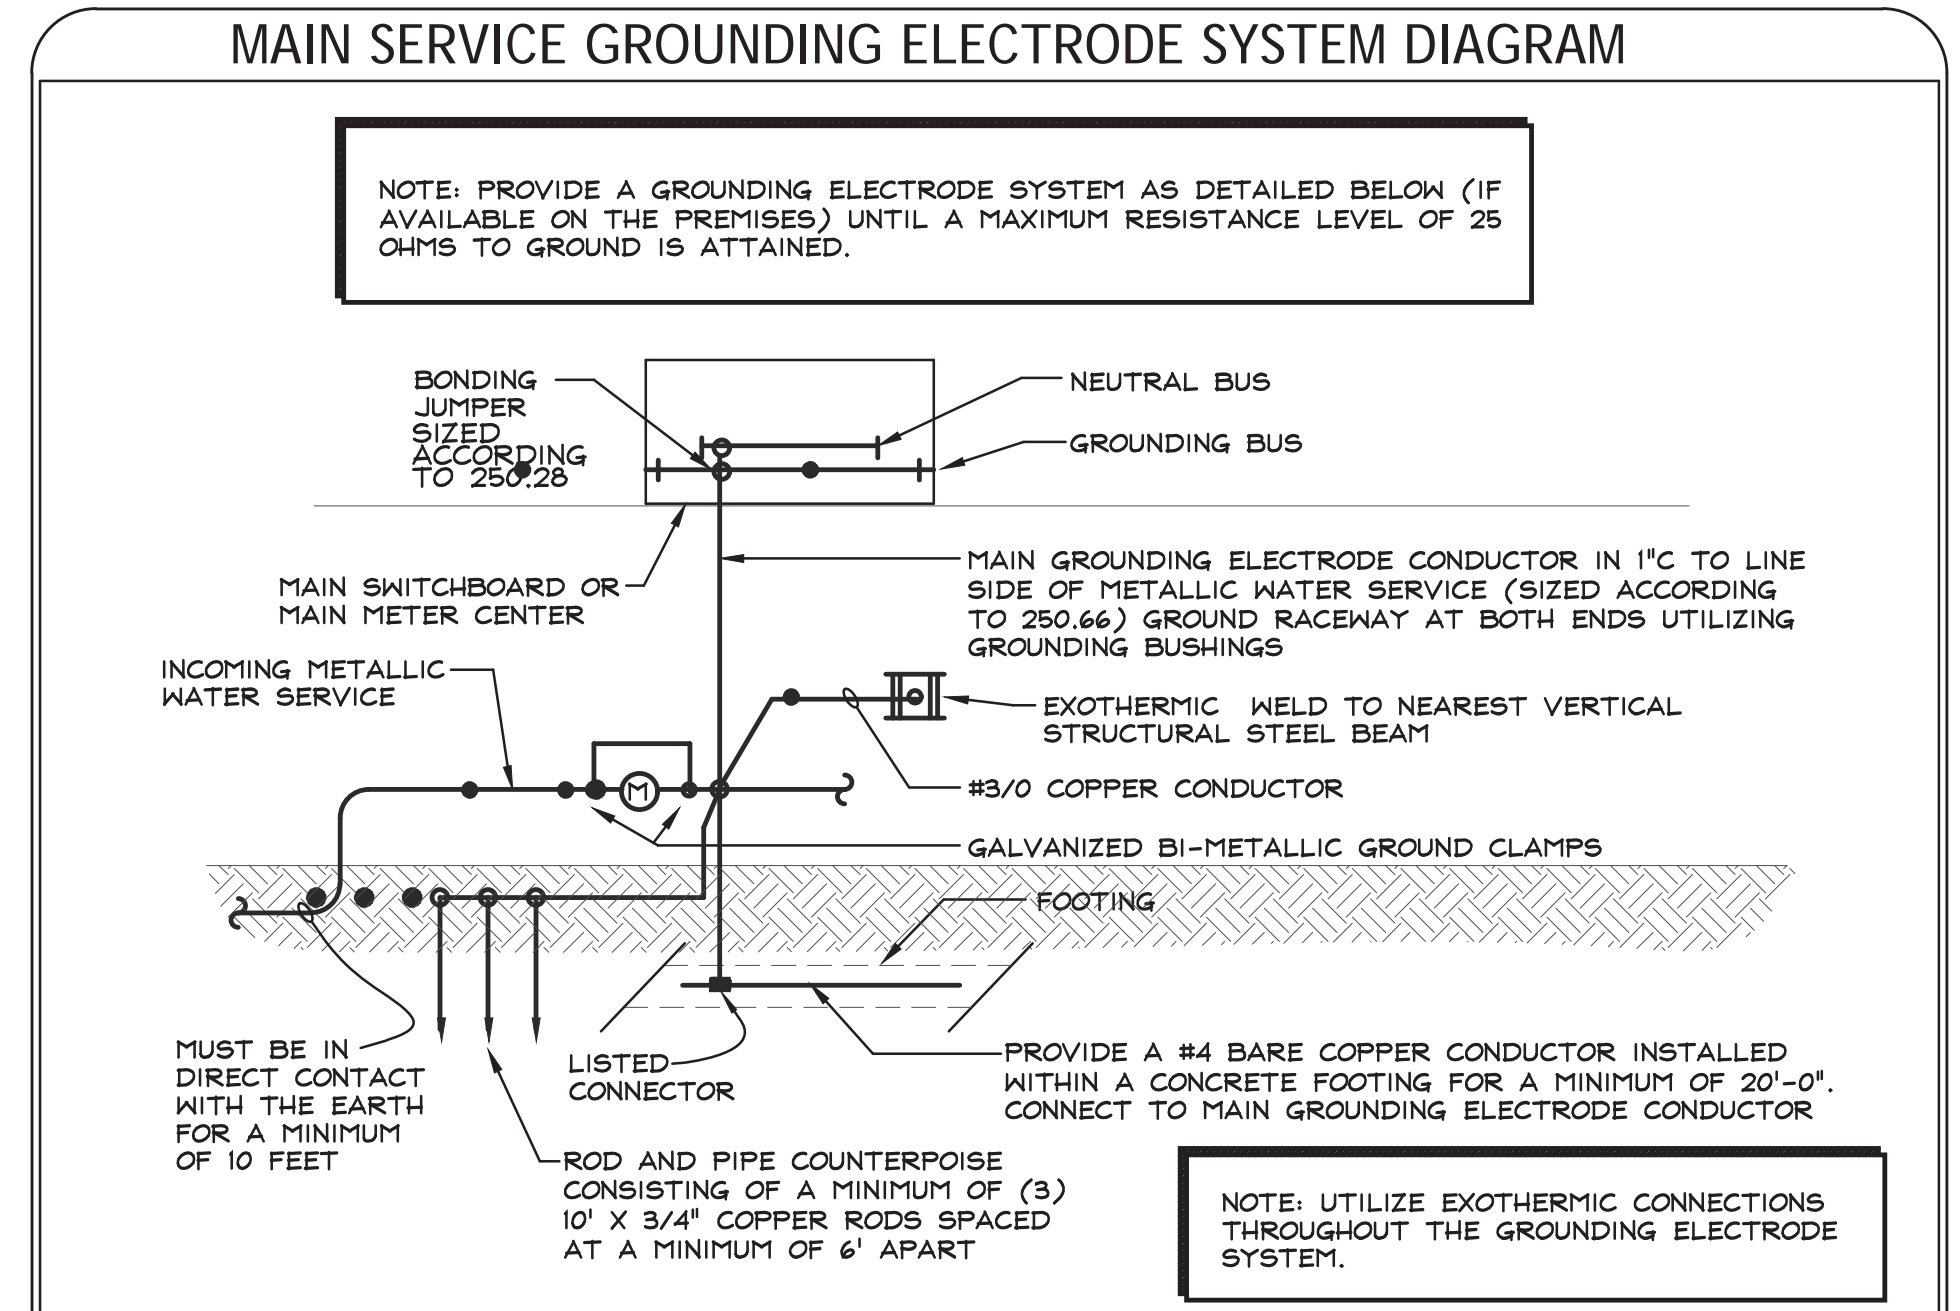 MAIN SERVICE GROUNDING ELECTRODE SYSTEM DIAGRAM
NOTE: PROVIDE A GROUNDING ELECTRODE SYSTEM AS DETAILED BELOW (IF
AVAILABLE ON THE PREMISES) UNTIL A MAXIMUM RESISTANCE LEVEL OF 25
OHMS TO GROUND IS ATTAINED.
BONDING
JUMPER
SIZED
ACCORDING
TO 250.28
NEUTRAL BUS
GROUNDING BUS
MAIN SWITCHBOARD OR
MAIN METER CENTER
MAIN GROUNDING ELECTRODE CONDUCTOR IN 1"C TO LINE
SIDE OF METALLIC WATER SERVICE (SIZED ACCORDING
TO 250.66) GROUND RACEWAY AT BOTH ENDS UTILIZING
GROUNDING BUSHINGS
INCOMING METALLIC
WATER SERVICE
EXOTHERMIC WELD TO NEAREST VERTICAL
STRUCTURAL STEEL BEAM
M
#3/0 COPPER CONDUCTOR
GALVANIZED BI-METALLIC GROUND CLAMPS
FOOTING
MUST BE IN
DIRECT CONTACT
WITH THE EARTH
FOR A MINIMUM
OF 10 FEET
LISTED
CONNECTOR
PROVIDE A #4 BARE COPPER CONDUCTOR INSTALLED
WITHIN A CONCRETE FOOTING FOR A MINIMUM OF 20'-0".
CONNECT TO MAIN GROUNDING ELECTRODE CONDUCTOR
ROD AND PIPE COUNTERPOISE
CONSISTING OF A MINIMUM OF (3)
10' X 3/4" COPPER RODS SPACED
AT A MINIMUM OF 6' APART
NOTE: UTILIZE EXOTHERMIC CONNECTIONS
THROUGHOUT THE GROUNDING ELECTRODE
SYSTEM.